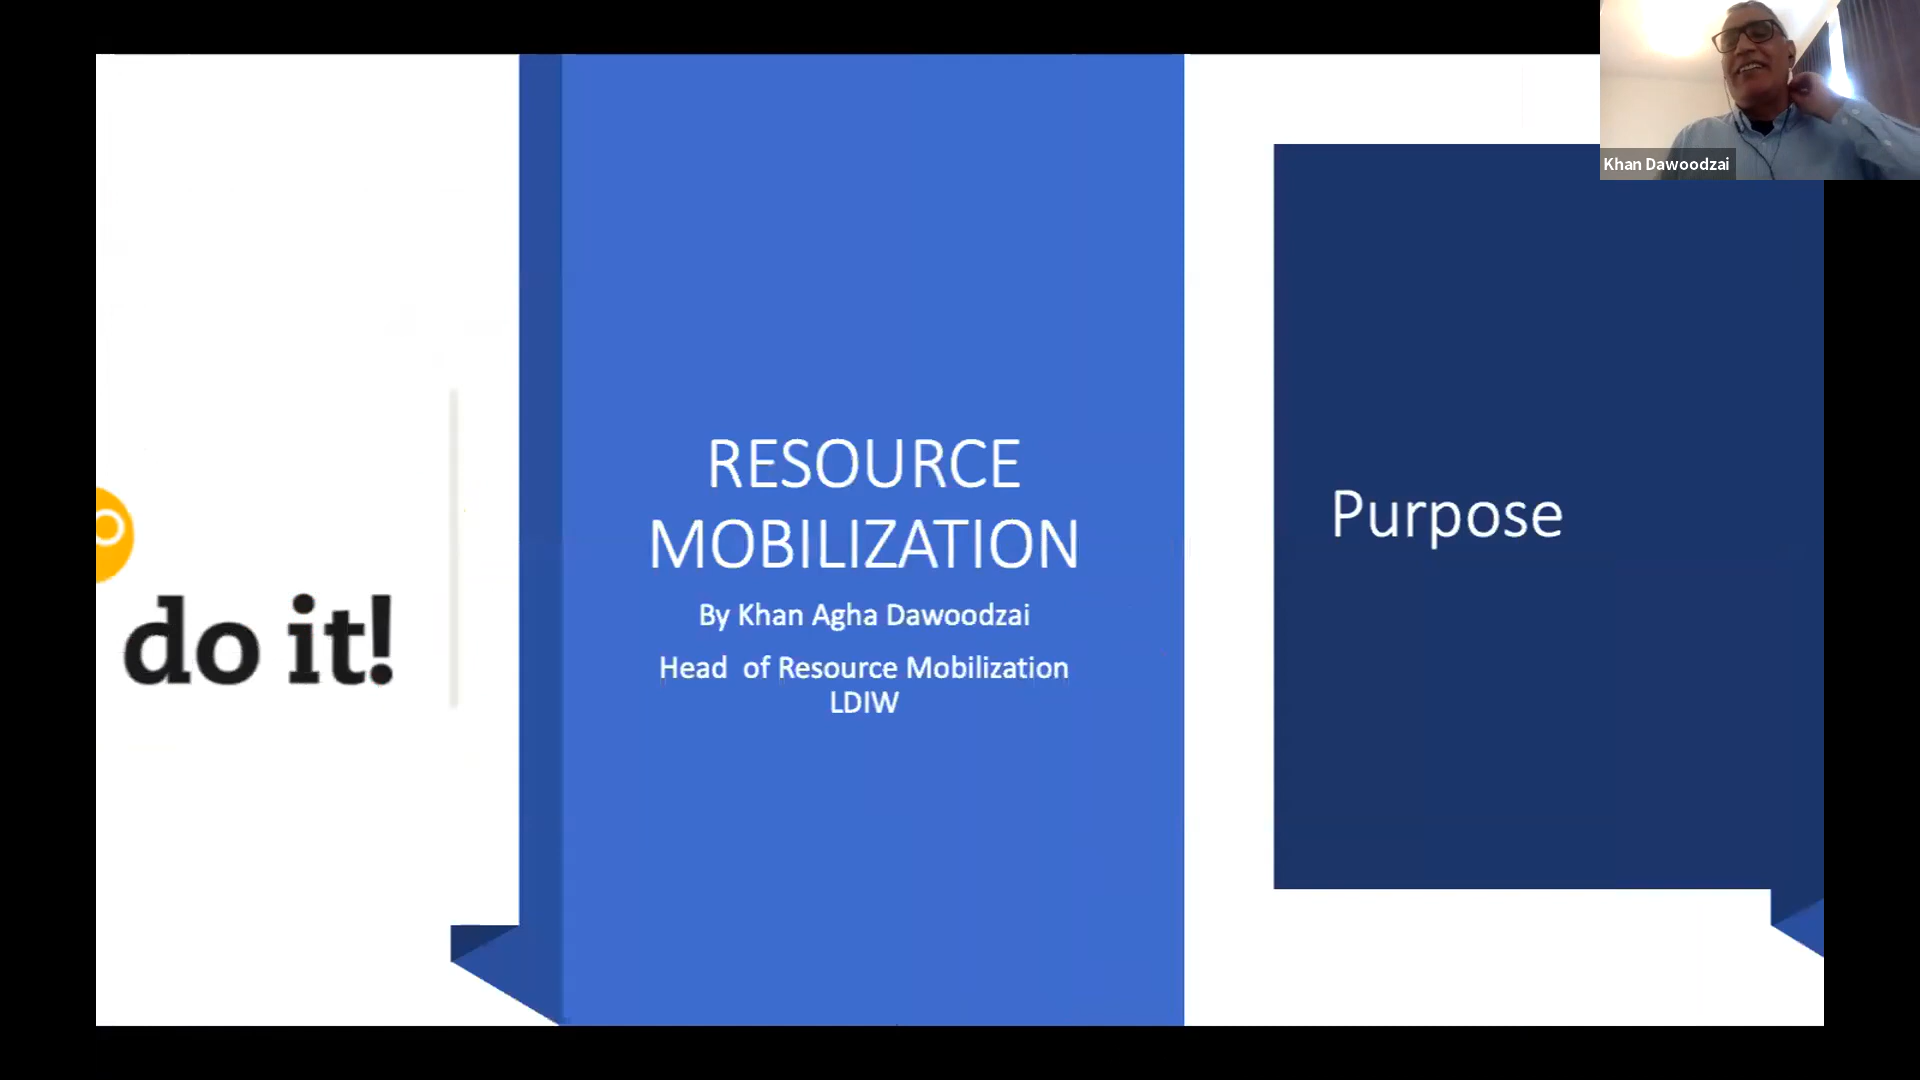 do it!
RESOURCE
MOBILIZATION
By Khan Agha Dawoodzai
Head  of Resource Mobilization
LDIW
Purpose
Khan Dawoodzai